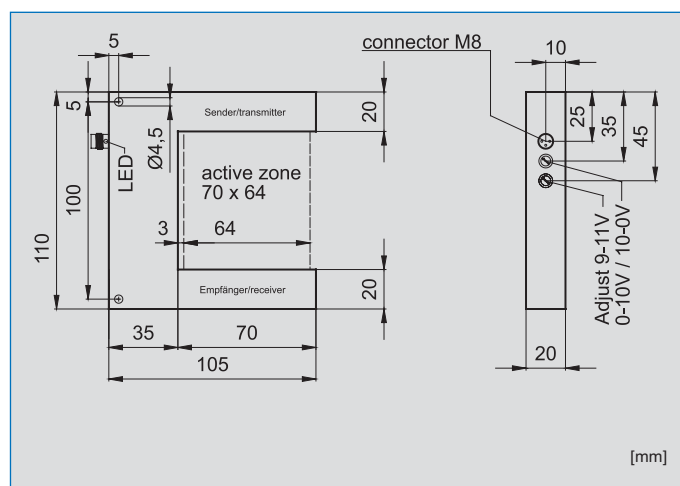 5
connector M8
10
5
Sender/transmitter
20
25
35
45
Ø4,5
LED
active zone
70 x 64
100
110
3
64
Adjust 9-11V
0-10V / 10-0V
Empfänger/receiver
20
35
70
105
20
[mm]